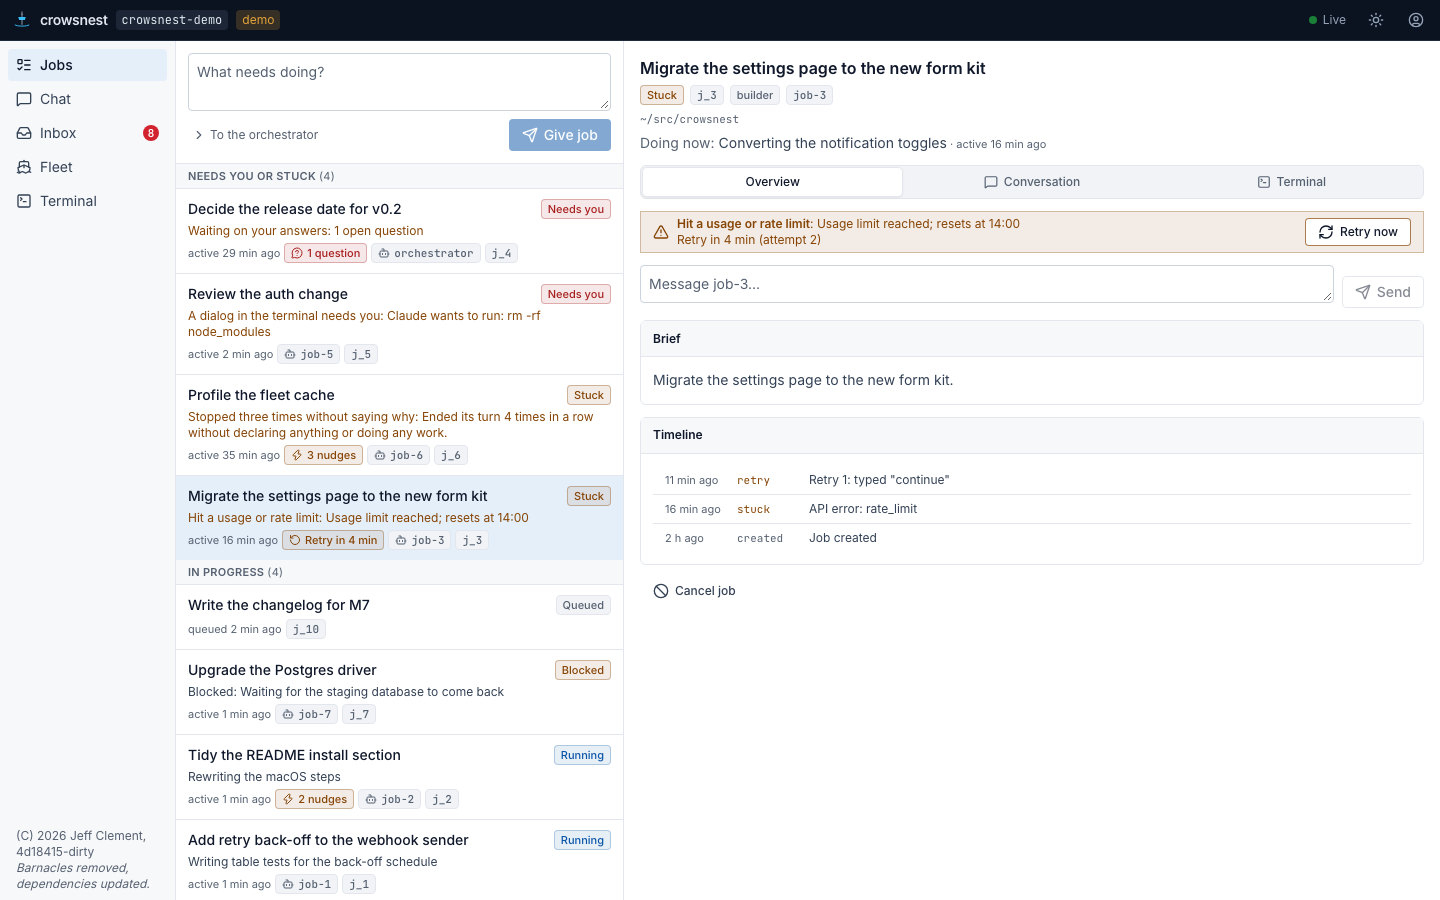 crowsnest crowsnest-demo demo
Live
Jobs
Chat
Inbox 8
Fleet
Terminal
(C) 2026 Jeff Clement,
4d18415-dirty
Barnacles removed,
dependencies updated.
What needs doing?
To the orchestrator
Give job
NEEDS YOU OR STUCK (4)
Decide the release date for v0.2 Needs you
Waiting on your answers: 1 open question
active 29 min ago 1 question orchestrator j_4
Review the auth change Needs you
A dialog in the terminal needs you: Claude wants to run: rm -rf
node_modules
active 2 min ago job-5 j_5
Profile the fleet cache Stuck
Stopped three times without saying why: Ended its turn 4 times in a row
without declaring anything or doing any work.
active 35 min ago 3 nudges job-6 j_6
Migrate the settings page to the new form kit Stuck
Hit a usage or rate limit: Usage limit reached; resets at 14:00
active 16 min ago Retry in 4 min job-3 j_3
IN PROGRESS (4)
Write the changelog for M7 Queued
queued 2 min ago j_10
Upgrade the Postgres driver Blocked
Blocked: Waiting for the staging database to come back
active 1 min ago job-7 j_7
Tidy the README install section Running
Rewriting the macOS steps
active 1 min ago 2 nudges job-2 j_2
Add retry back-off to the webhook sender Running
Writing table tests for the back-off schedule
active 1 min ago job-1 j_1
Migrate the settings page to the new form kit
Stuck j_3 builder job-3
~/src/crowsnest
Doing now: Converting the notification toggles · active 16 min ago
Overview Conversation Terminal
Hit a usage or rate limit: Usage limit reached; resets at 14:00
Retry in 4 min (attempt 2)
Retry now
Message job-3...
Send
Brief
Migrate the settings page to the new form kit.
Timeline
11 min ago retry Retry 1: typed "continue"
16 min ago stuck API error: rate_limit
2 h ago created Job created
Cancel job